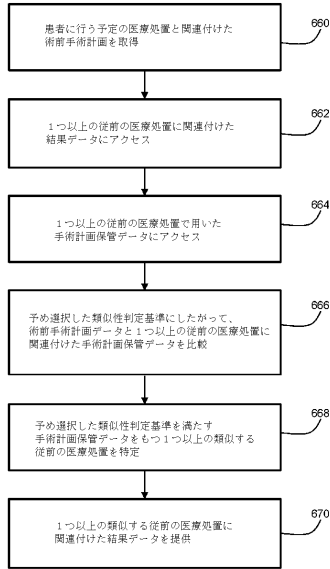 患者に行う予定の医療処置と関連付けた
術前手術計画を取得
660
1つ以上の従前の医療処置に関連付けた
結果データにアクセス
662
1つ以上の従前の医療処置で用いた
手術計画保管データにアクセス
664
予め選択した類似性判定基準にしたがって、
術前手術計画データと1つ以上の従前の医療処置に
関連付けた手術計画保管データを比較
666
予め選択した類似性判定基準を満たす
手術計画保管データをもつ1つ以上の類似する
従前の医療処置を特定
668
1つ以上の類似する従前の医療処置に
関連付けた結果データを提供
670